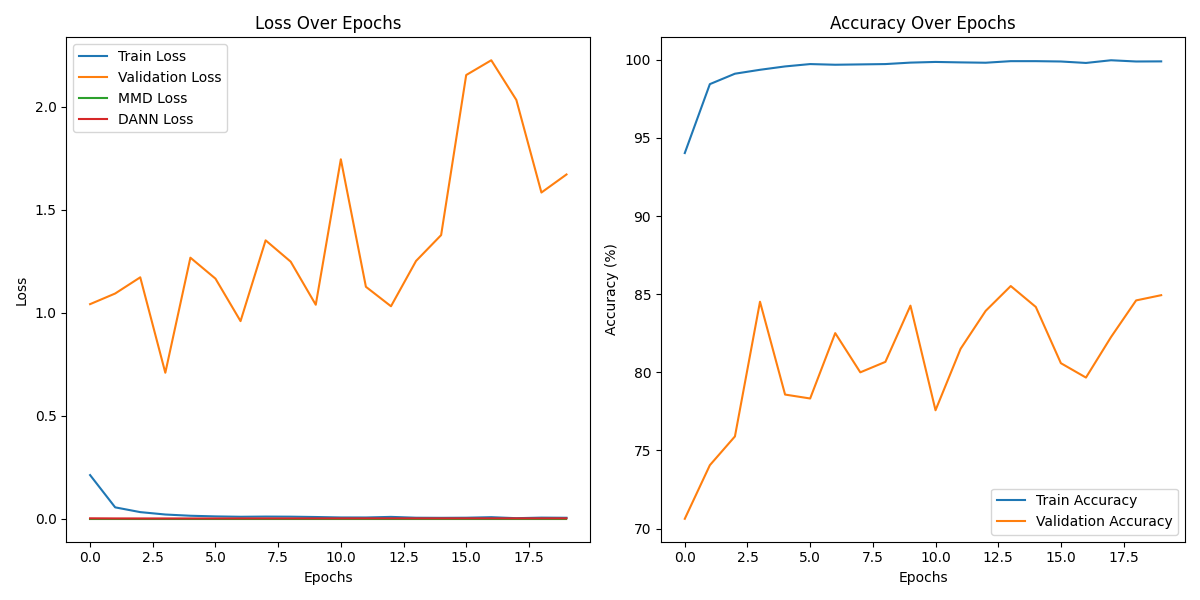 Loss Over Epochs
Train Loss
Validation Loss
MMD Loss
DANN Loss
2.0
1.5
1.0
0.5
0.0
Loss
0.0 2.5 5.0 7.5 10.0 12.5 15.0 17.5
Epochs
Accuracy Over Epochs
100
95
90
85
80
75
70
Accuracy (%)
Train Accuracy
Validation Accuracy
0.0 2.5 5.0 7.5 10.0 12.5 15.0 17.5
Epochs